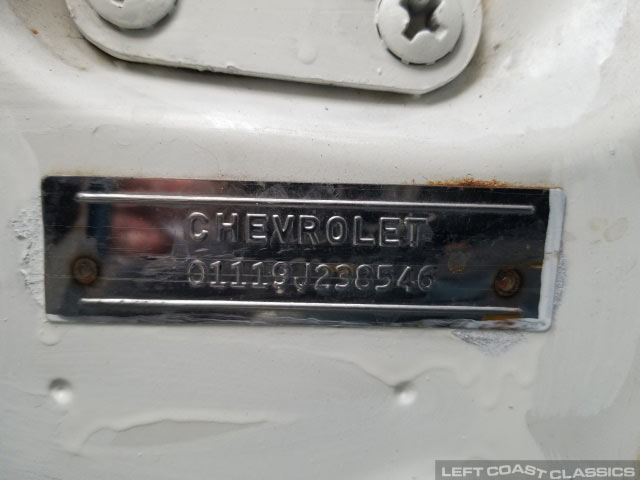 CHEVROLET
01119J238546
LEFT COAST CLASSICS